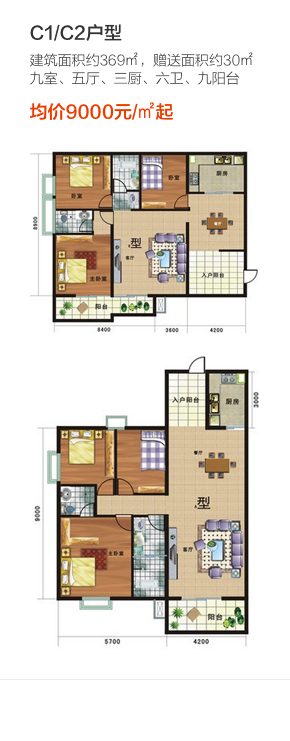 C1/C2户型
建筑面积约369㎡，赠送面积约30㎡
九室、五厅、三厨、六卫、九阳台
均价9000元/㎡起
卧室
卧室
厨房
餐厅
型
客厅
主卧室
入户阳台
阳台
8900
8400
3600
4200
入户阳台
厨房
3000
餐厅
型
9000
客厅
主卧室
阳台
5700
4200